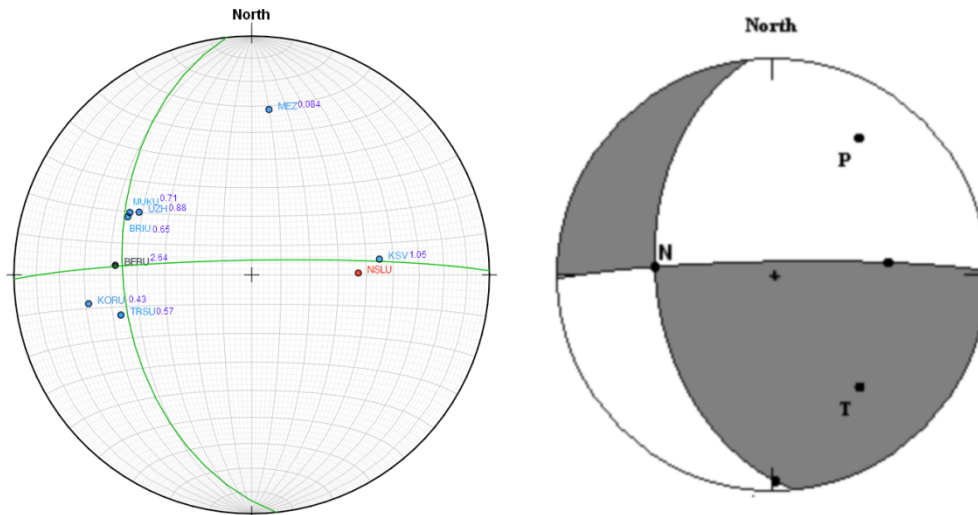 North
MEZ 0.084
MUKU 0.71
UZH 0.88
BRIU 0.65
BERU 2.64
KSV 1.05
NSLU
KORU 0.43
TRSU 0.57
North
P
N
T